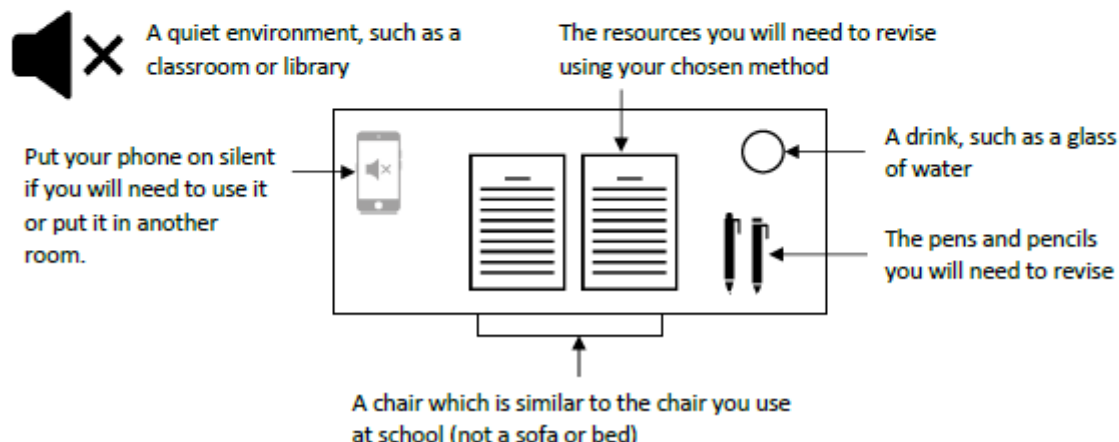 A quiet environment, such as a
classroom or library
The resources you will need to revise
using your chosen method
Put your phone on silent
if you will need to use it
or put it in another
room.
A drink, such as a glass
of water
The pens and pencils
you will need to revise
A chair which is similar to the chair you use
at school (not a sofa or bed)